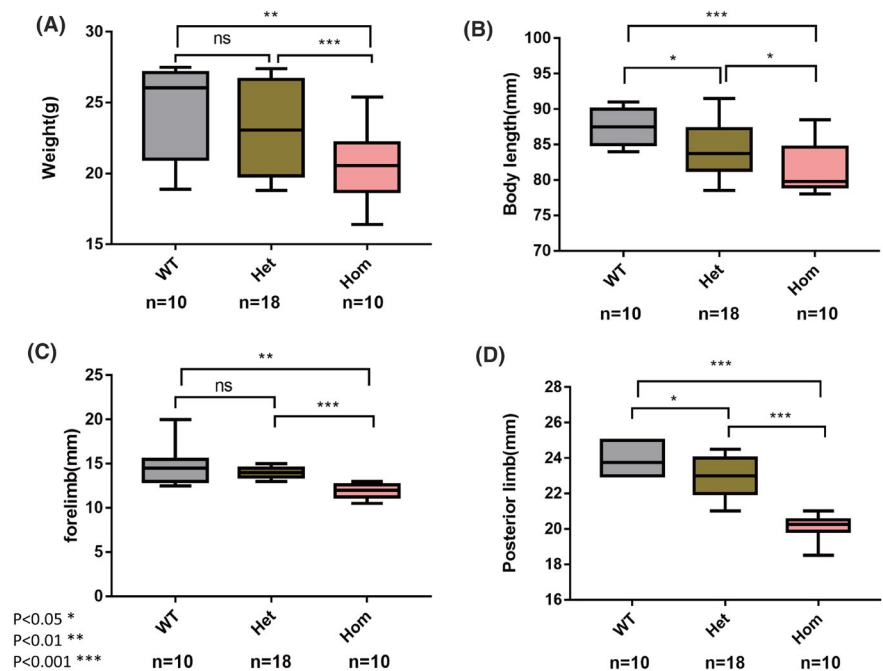 (A)
Weight(g)
30
25
20
15
**
ns
***
WT
Het
Hom
n=10
n=18
n=10
(B)
Body length(mm)
100
95
90
85
80
75
70
***
*
*
WT
Het
Hom
n=10
n=18
n=10
(C)
forelimb(mm)
25
20
15
10
5
0
**
ns
***
WT
Het
Hom
n=10
n=18
n=10
(D)
Posterior limb(mm)
28
26
24
22
20
18
16
***
*
***
WT
Het
Hom
n=10
n=18
n=10
P<0.05 *
P<0.01 **
P<0.001 ***